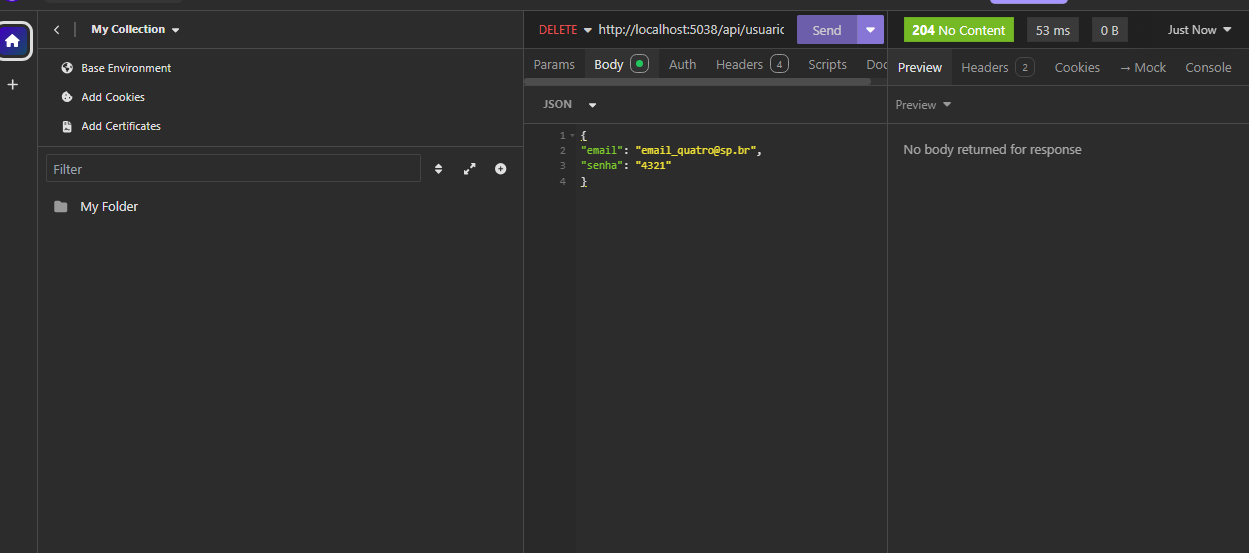 My Collection
Base Environment
Add Cookies
Add Certificates
Filter
My Folder
DELETE http://localhost:5038/api/usuaric Send
Params Body Auth Headers 4 Scripts Doc
JSON
1 {
2 "email": "email_quatro@sp.br",
3 "senha": "4321"
4 }
204 No Content 53 ms 0 B Just Now
Preview Headers 2 Cookies → Mock Console
Preview
No body returned for response